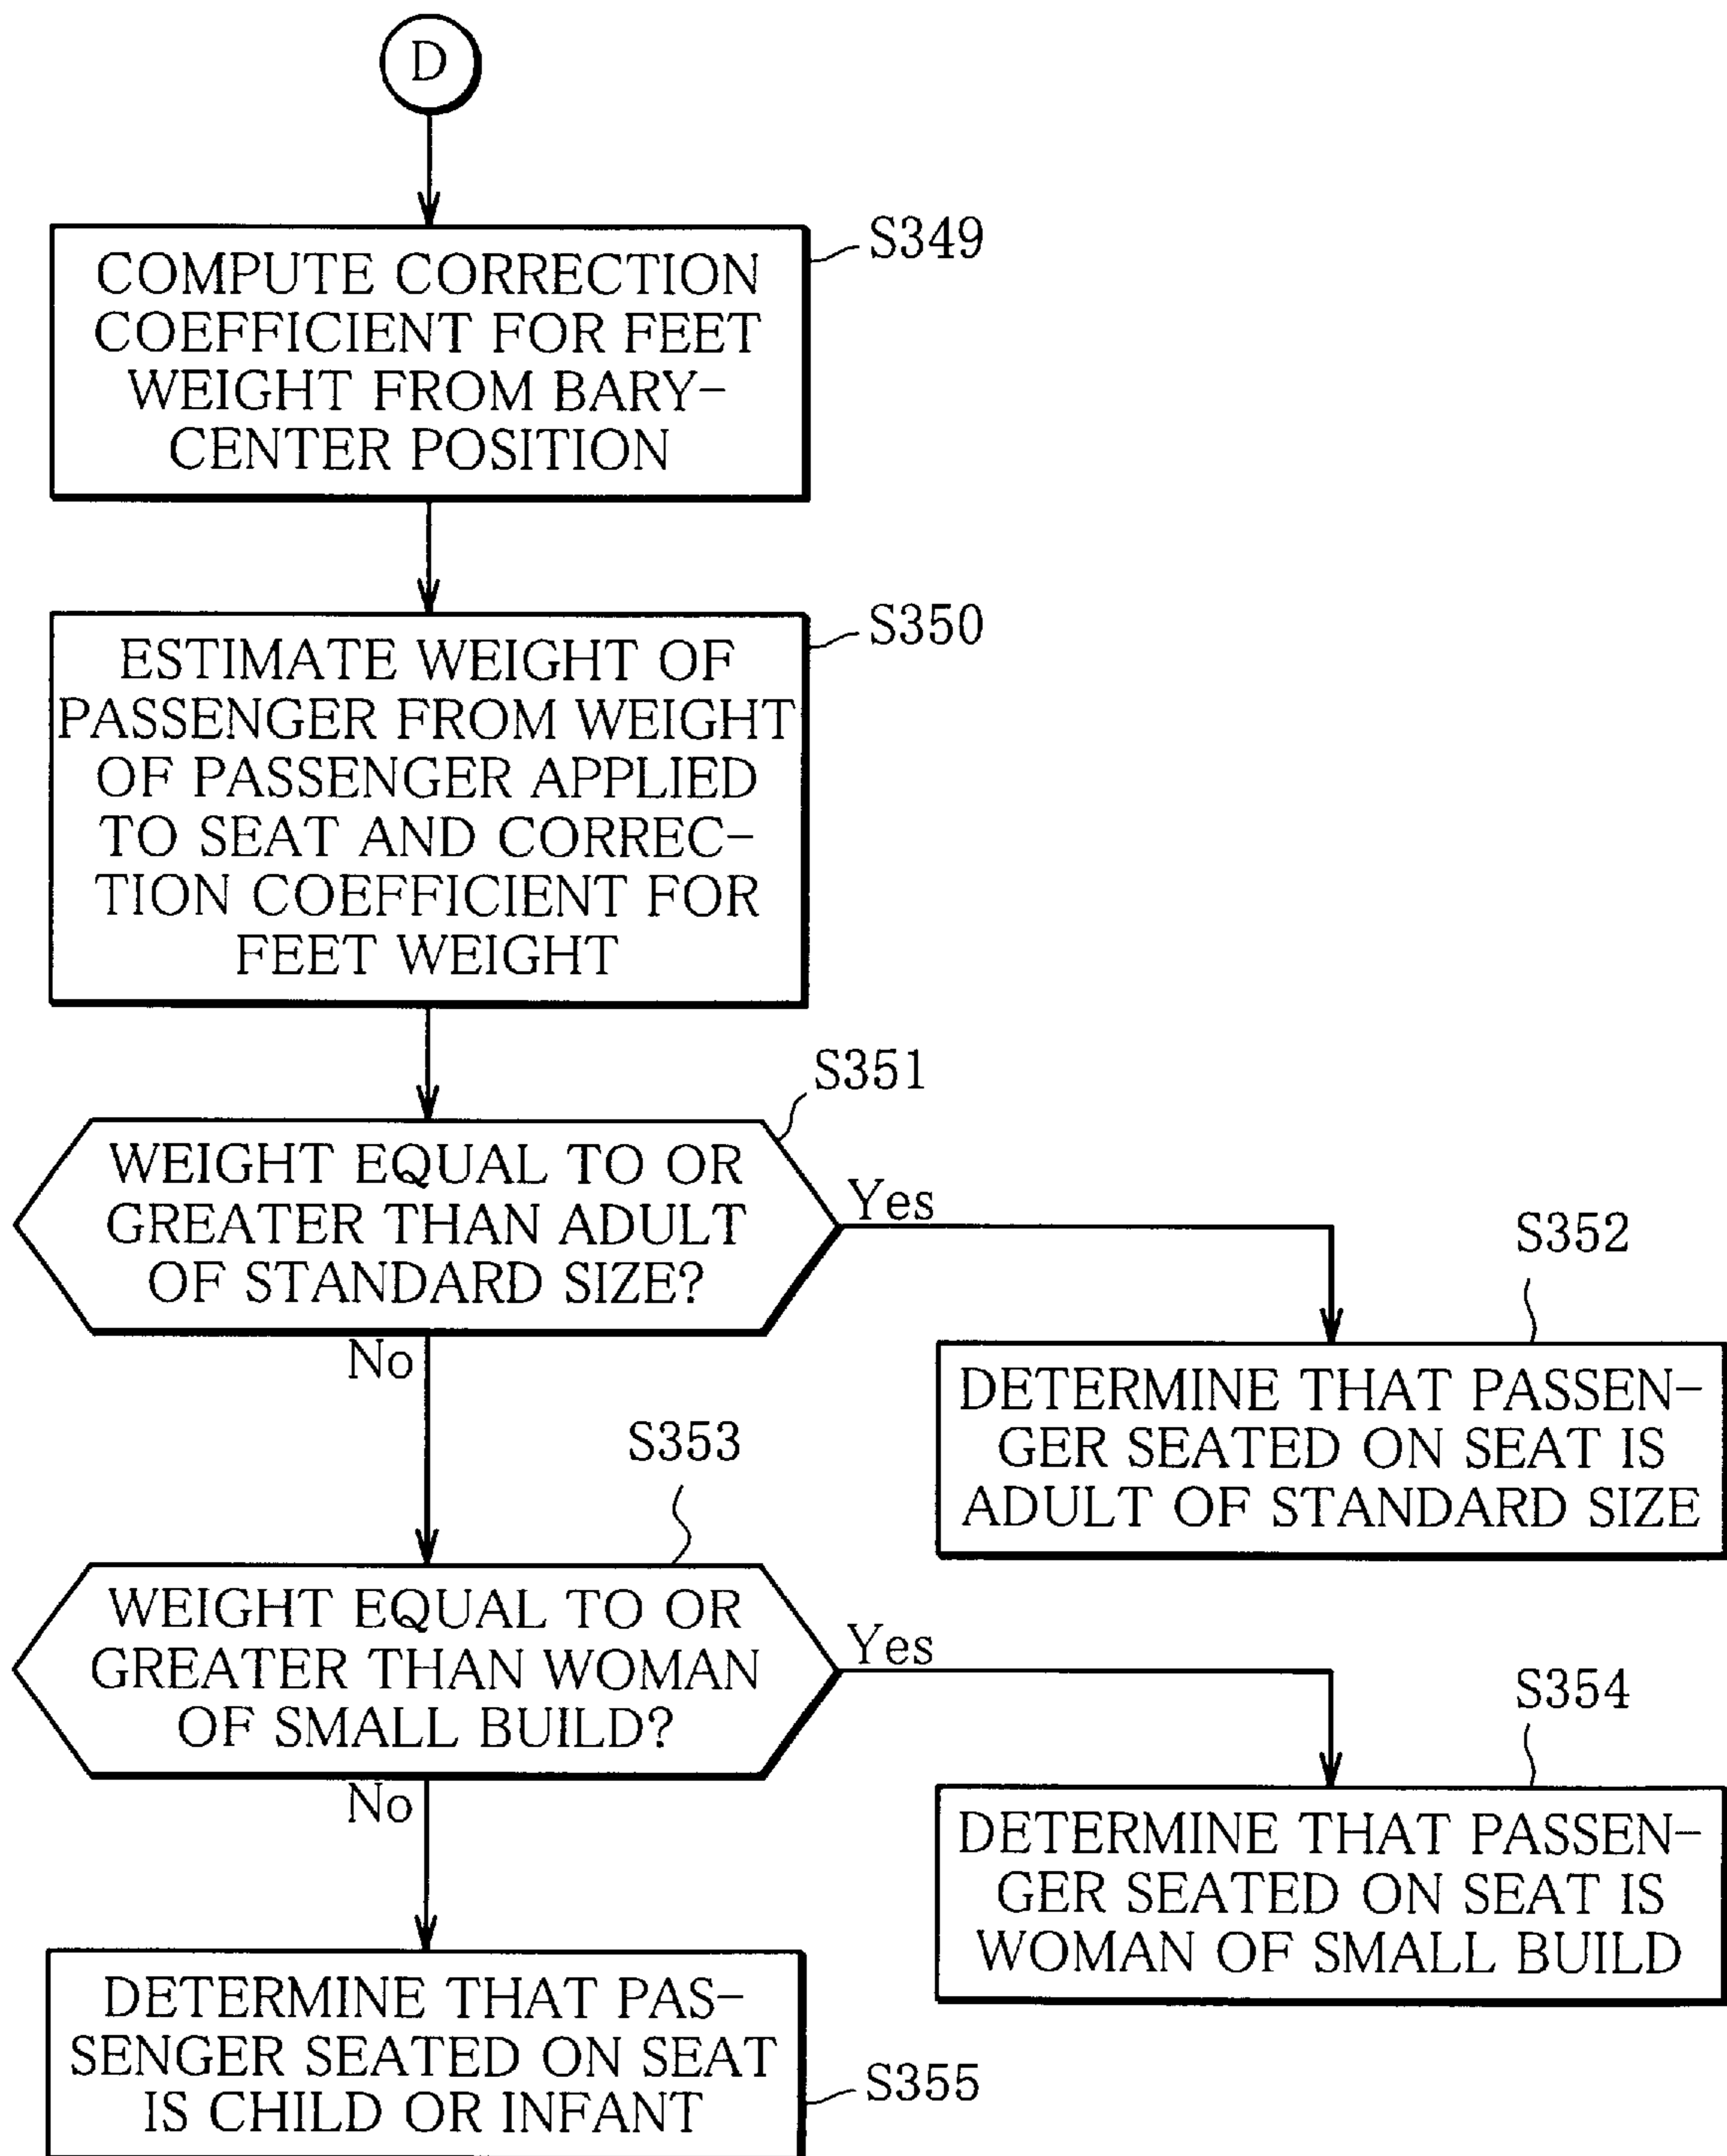 D
S349
COMPUTE CORRECTION
COEFFICIENT FOR FEET
WEIGHT FROM BARY-
CENTER POSITION
S350
ESTIMATE WEIGHT OF
PASSENGER FROM WEIGHT
OF PASSENGER APPLIED
TO SEAT AND CORREC-
TION COEFFICIENT FOR
FEET WEIGHT
S351
WEIGHT EQUAL TO OR
GREATER THAN ADULT
OF STANDARD SIZE?
Yes
No
S352
DETERMINE THAT PASSEN-
GER SEATED ON SEAT IS
ADULT OF STANDARD SIZE
S353
WEIGHT EQUAL TO OR
GREATER THAN WOMAN
OF SMALL BUILD?
Yes
No
S354
DETERMINE THAT PASSEN-
GER SEATED ON SEAT IS
WOMAN OF SMALL BUILD
DETERMINE THAT PAS-
SENGER SEATED ON SEAT
IS CHILD OR INFANT
S355